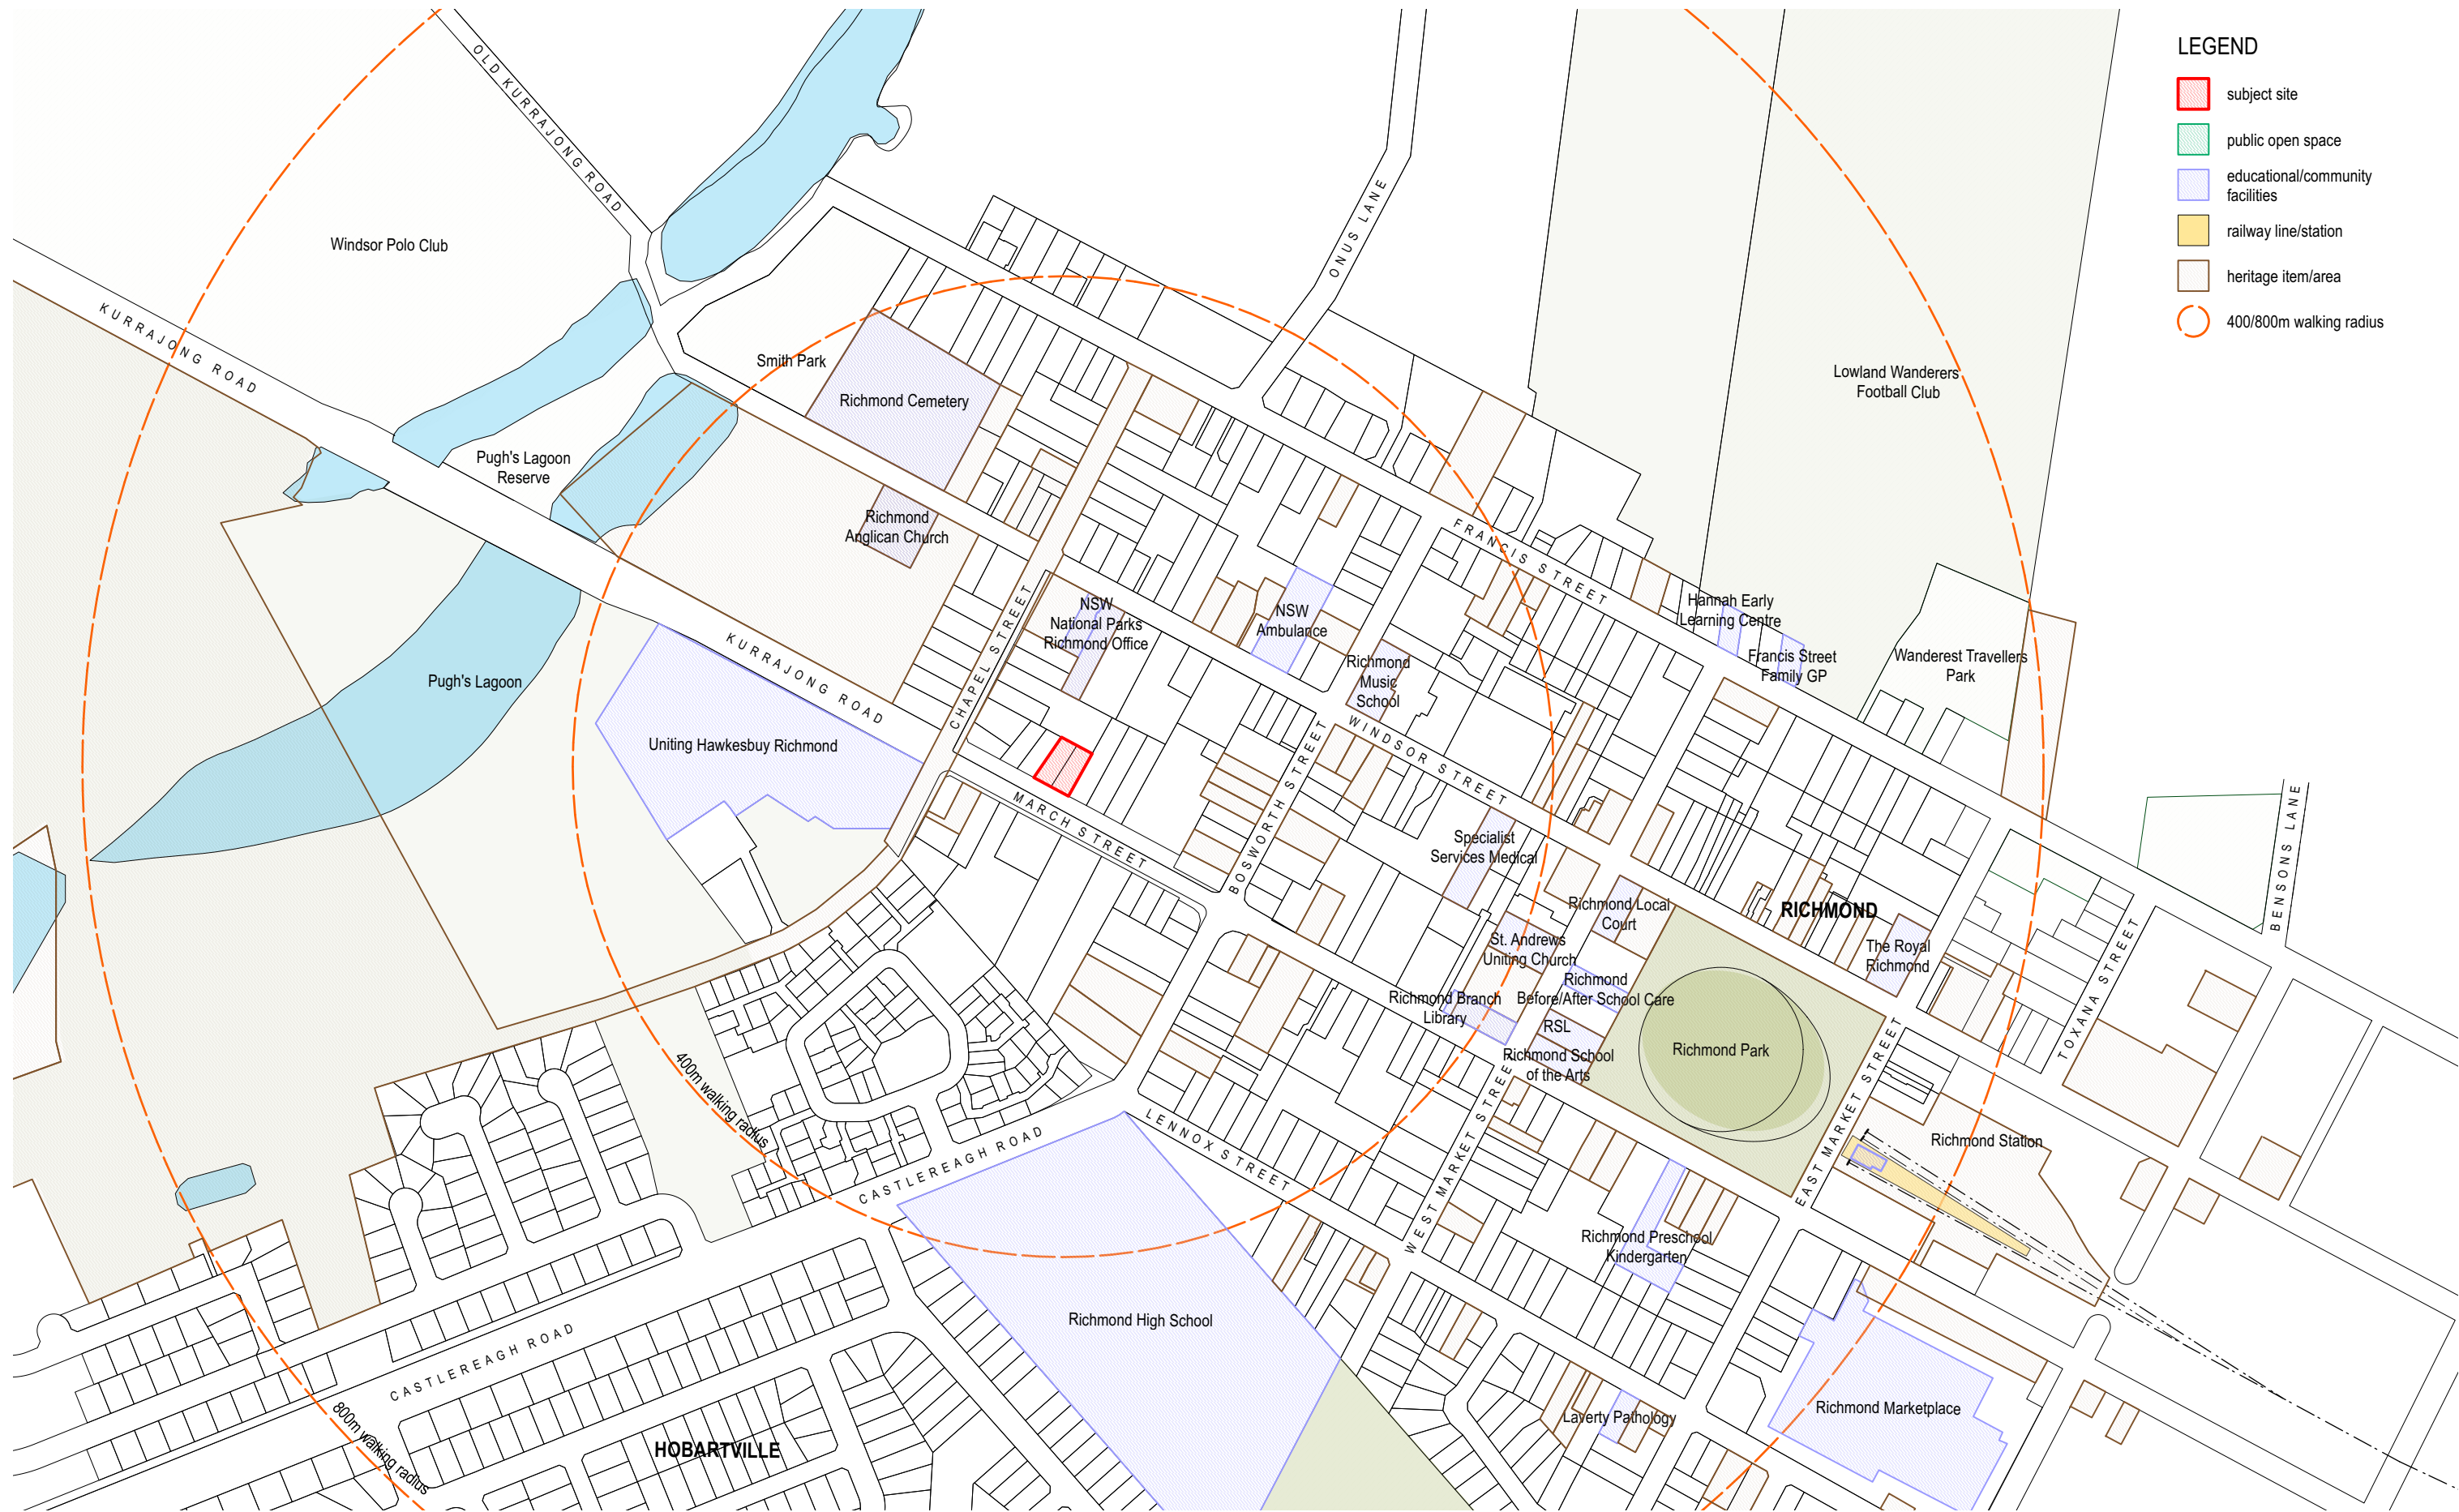 LEGEND
subject site
public open space
educational/community
facilities
railway line/station
heritage item/area
400/800m walking radius
OLD KURRAJONG ROAD
Windsor Polo Club
KURRAJONG ROAD
ONUS LANE
Smith Park
Richmond Cemetery
Lowland Wanderers
Football Club
Pugh's Lagoon
Reserve
Richmond
Anglican Church
FRANCIS STREET
NSW
National Parks
Richmond Office
NSW
Ambulance
Hannah Early
Learning Centre
Francis Street
Family GP
Wanderest Travellers
Park
Richmond
Music
School
CHAPEL STREET
KURRAJONG ROAD
Pugh's Lagoon
Uniting Hawkesbuy Richmond
WINDSOR STREET
BOSWORTH STREET
MARCH STREET
Specialist
Services Medical
BENSONS LANE
Richmond Local
Court
RICHMOND
St. Andrews
Uniting Church
The Royal
Richmond
TOXANA STREET
Richmond
Before/After School Care
Richmond Branch
Library
RSL
Richmond School
of the Arts
Richmond Park
400m walking radius
CASTLEREAGH ROAD
LENNOX STREET
WEST MARKET STREET
EAST MARKET STREET
Richmond Station
Richmond Preschool
Kindergarten
Richmond High School
CASTLEREAGH ROAD
800m walking radius
HOBARTVILLE
Laverty Pathology
Richmond Marketplace